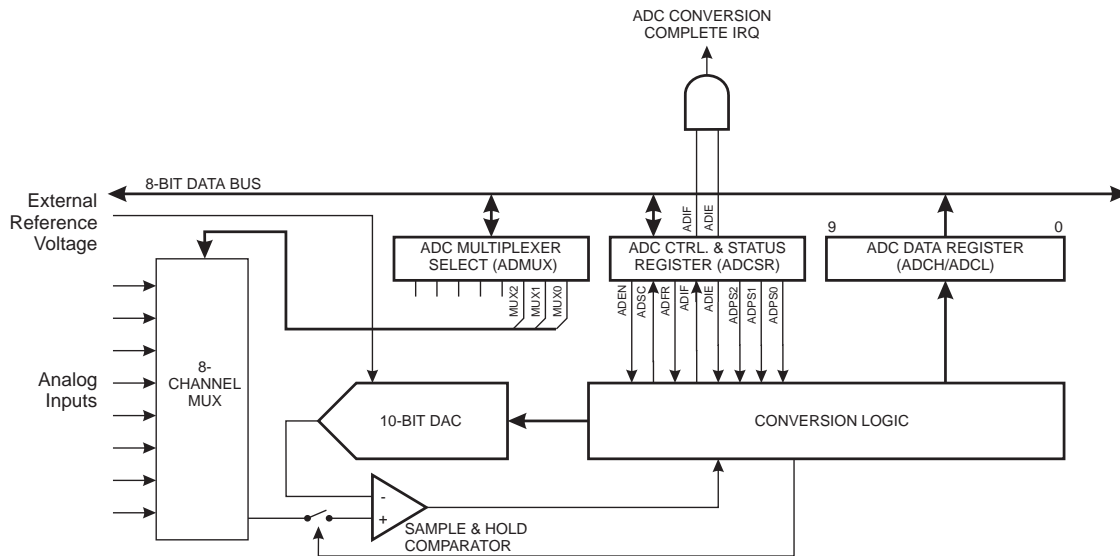 ADC CONVERSION
COMPLETE IRQ
8-BIT DATA BUS
ADIF
ADIE
External
Reference
Voltage
9
0
ADC MULTIPLEXER
SELECT (ADMUX)
ADC CTRL. & STATUS
REGISTER (ADCSR)
ADC DATA REGISTER
(ADCH/ADCL)
MUX2
MUX1
MUX0
ADEN
ADSC
ADFR
ADIF
ADIE
ADPS2
ADPS1
ADPS0
Analog
Inputs
8-
CHANNEL
MUX
10-BIT DAC
CONVERSION LOGIC
-
+
SAMPLE & HOLD
COMPARATOR